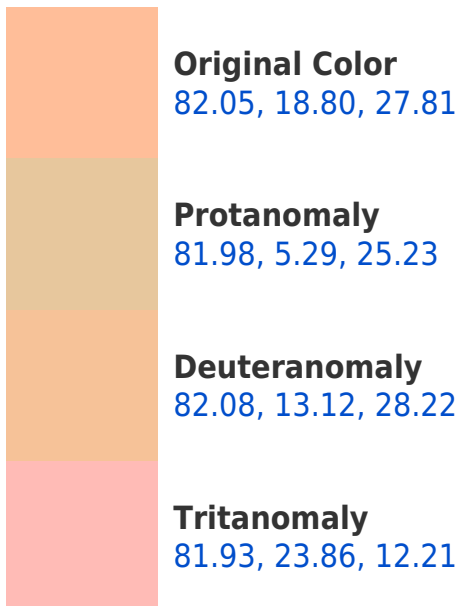 Original Color
82.05, 18.80, 27.81
Protanomaly
81.98, 5.29, 25.23
Deuteranomaly
82.08, 13.12, 28.22
Tritanomaly
81.93, 23.86, 12.21